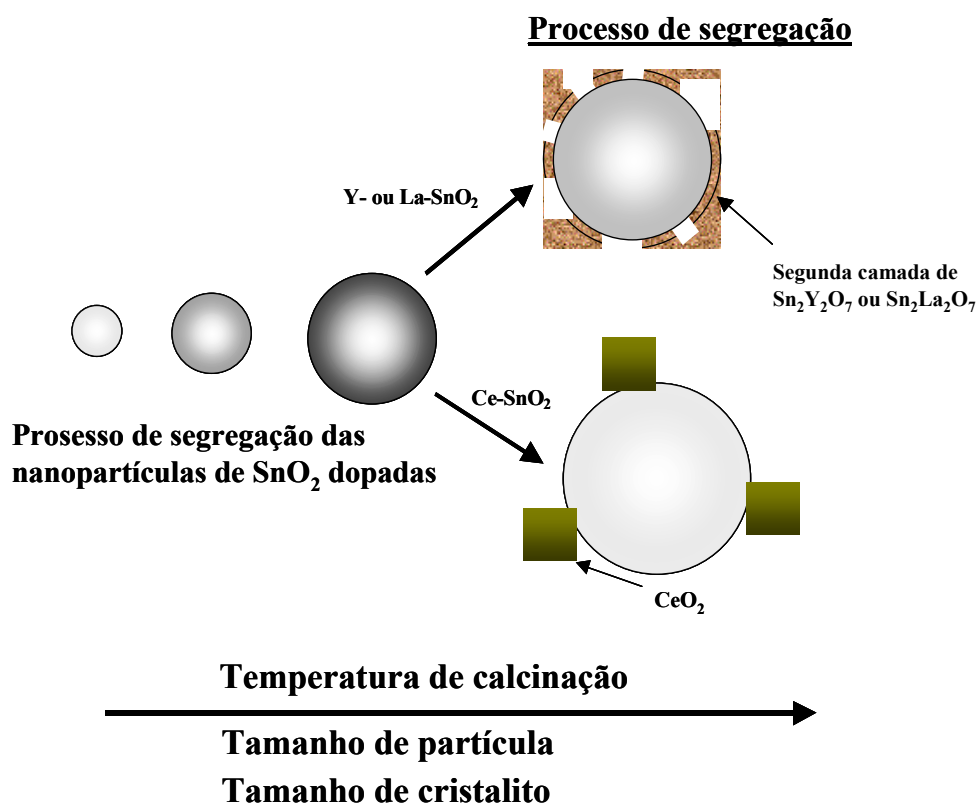 Processo de segregação
Y- ou La-SnO₂
Segunda camada de
Sn₂Y₂O₇ ou Sn₂La₂O₇
Ce-SnO₂
Prosesso de segregação das
nanopartículas de SnO₂ dopadas
CeO₂
Temperatura de calcinação
Tamanho de partícula
Tamanho de cristalito